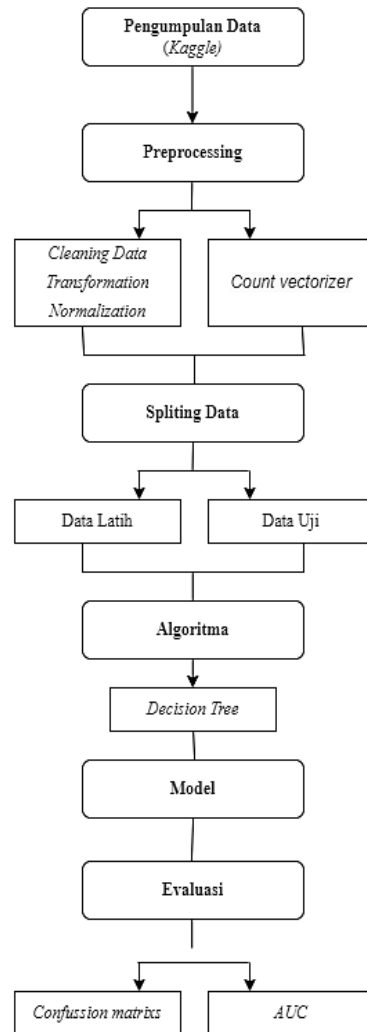 Pengumpulan Data
(Kaggle)
Preprocessing
Cleaning Data
Transformation
Normalization
Count vectorizer
Spliting Data
Data Latih
Data Uji
Algoritma
Decision Tree
Model
Evaluasi
Confussion matrixs
AUC